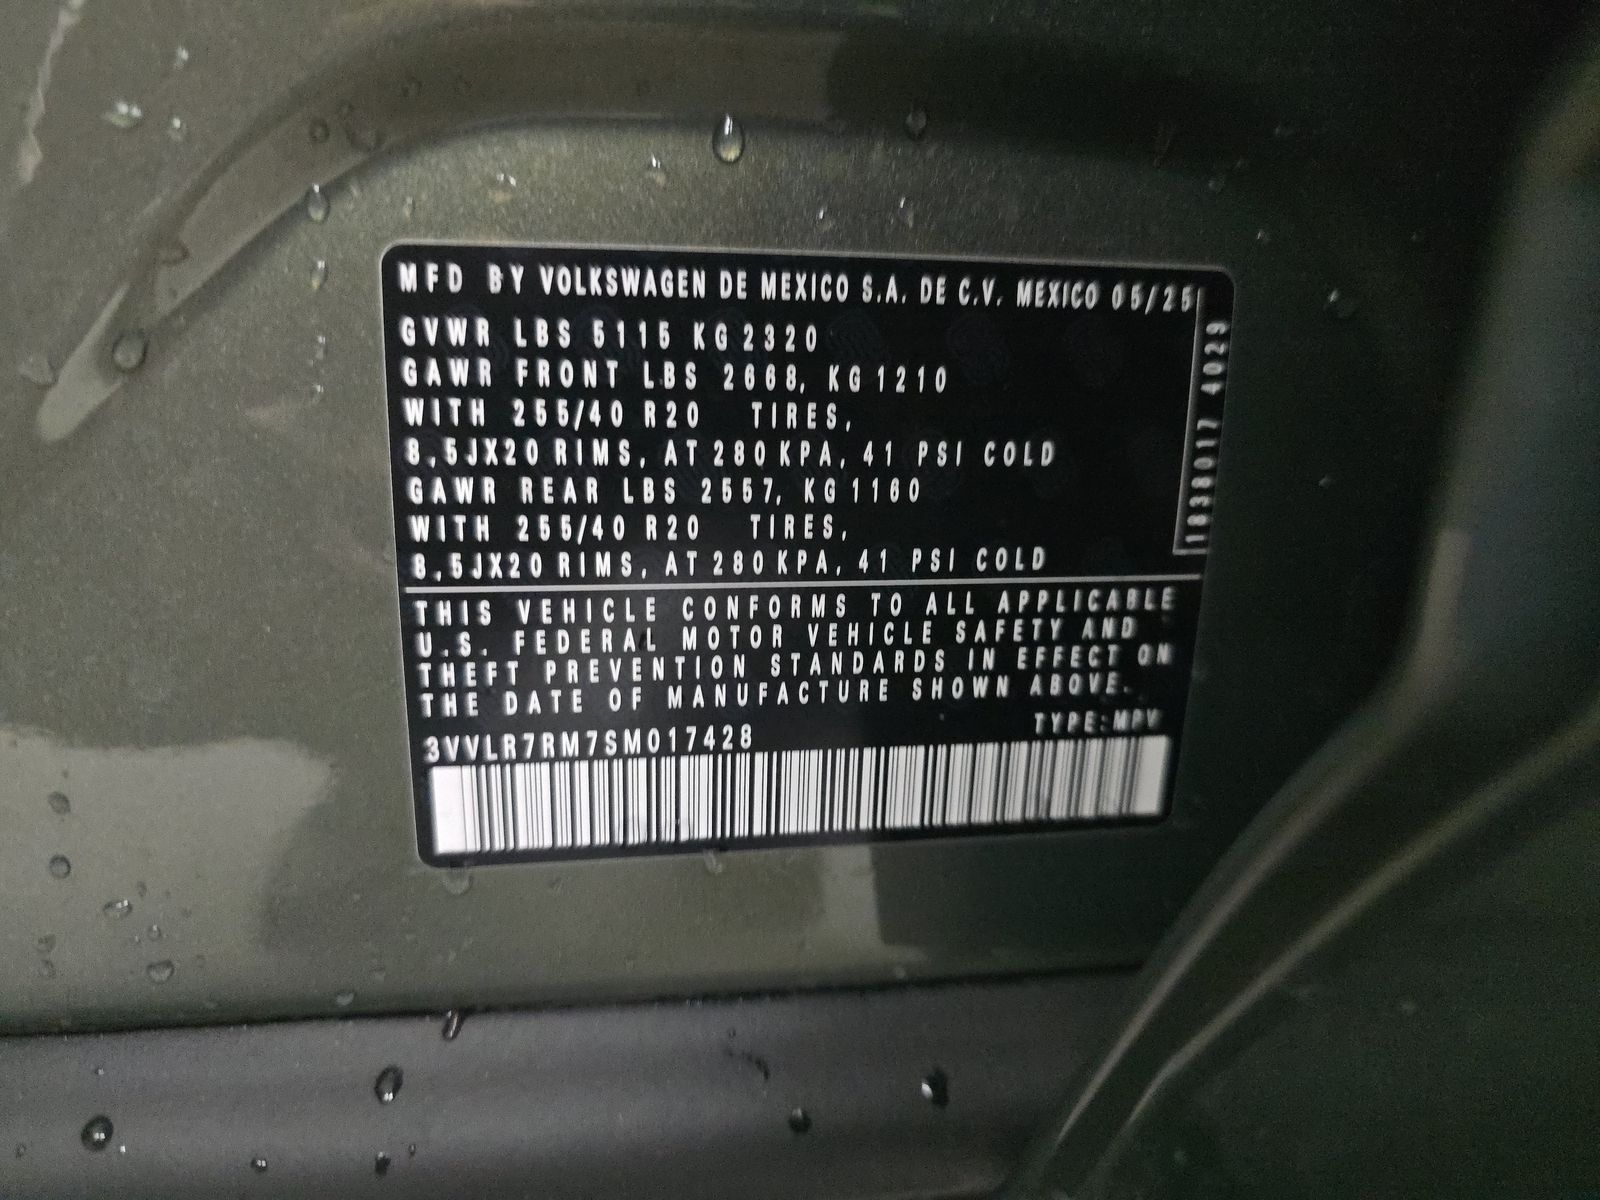 MFD BY VOLKSWAGEN DE MEXICO S.A. DE C.V. MEXICO 05/25
GVWR LBS 5115 KG 2320
GAWR FRONT LBS 2668, KG 1210
WITH 255/40 R20 TIRES,
8,5JX20 RIMS, AT 280 KPA, 41 PSI COLD
GAWR REAR LBS 2557, KG 1160
WITH 255/40 R20 TIRES,
8,5JX20 RIMS, AT 280 KPA, 41 PSI COLD
1838017 4029
THIS VEHICLE CONFORMS TO ALL APPLICABLE
U.S. FEDERAL MOTOR VEHICLE SAFETY AND
THEFT PREVENTION STANDARDS IN EFFECT ON
THE DATE OF MANUFACTURE SHOWN ABOVE.
TYPE: MPV
3VVLR7RM7SM017428